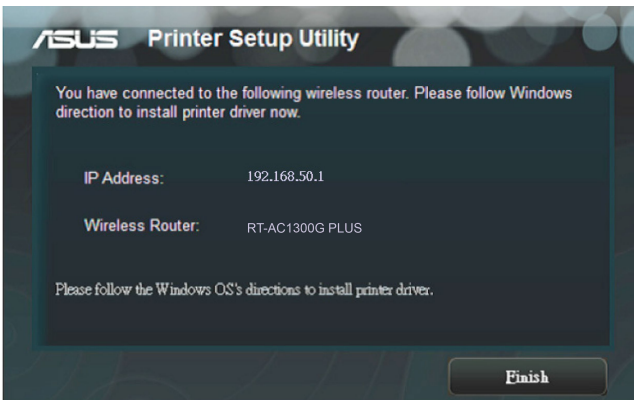 ASUS Printer Setup Utility
You have connected to the following wireless router. Please follow Windows
direction to install printer driver now.
IP Address: 192.168.50.1
Wireless Router: RT-AC1300G PLUS
Please follow the Windows OS's directions to install printer driver.
Finish